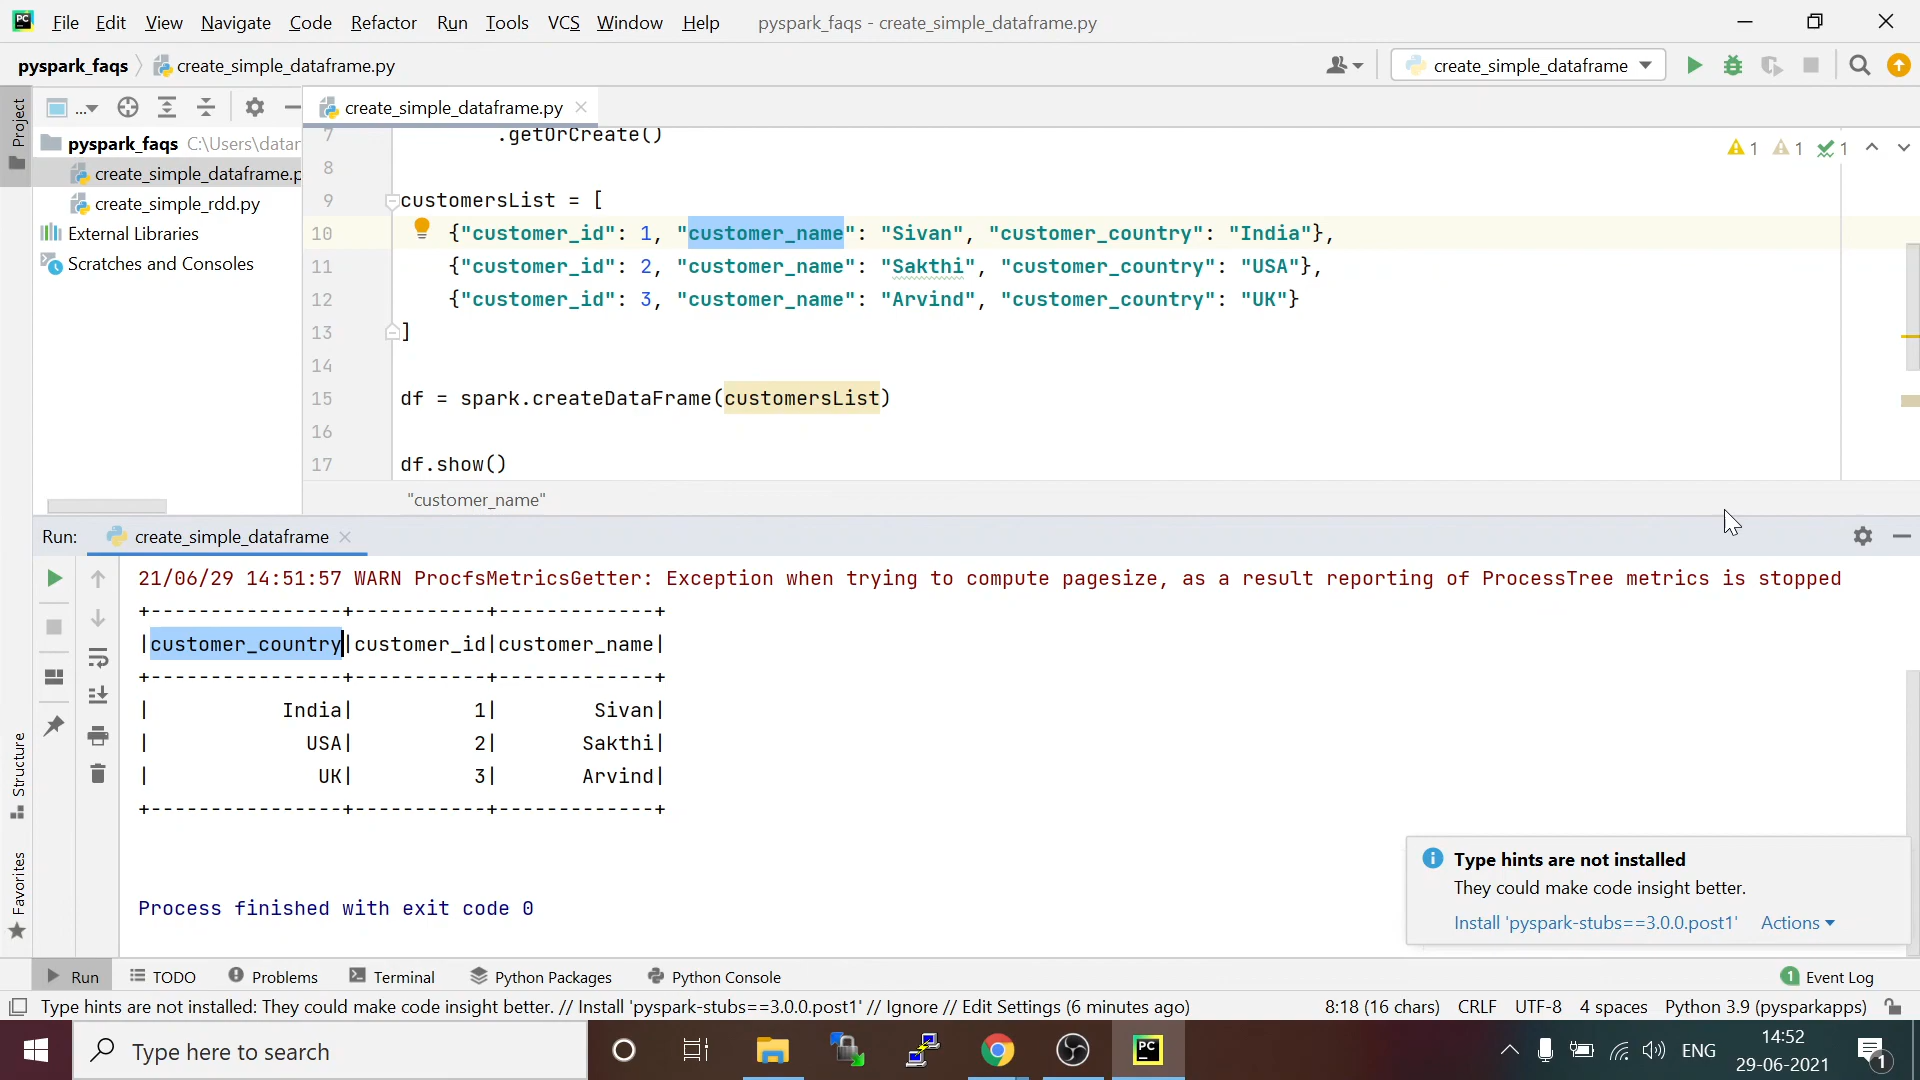 PC File Edit View Navigate Code Refactor Run Tools VCS Window Help pyspark_faqs - create_simple_dataframe.py
pyspark_faqs create_simple_dataframe.py create_simple_dataframe
Project ... create_simple_dataframe.py
pyspark_faqs C:\Users\datar
create_simple_dataframe.p
create_simple_rdd.py
External Libraries
Scratches and Consoles
1 1 1
7 .getOrCreate()
8
9 customersList = [
10 {"customer_id": 1, "customer_name": "Sivan", "customer_country": "India"},
11 {"customer_id": 2, "customer_name": "Sakthi", "customer_country": "USA"},
12 {"customer_id": 3, "customer_name": "Arvind", "customer_country": "UK"}
13 ]
14
15 df = spark.createDataFrame(customersList)
16
17 df.show()
"customer_name"
Run: create_simple_dataframe
21/06/29 14:51:57 WARN ProcfsMetricsGetter: Exception when trying to compute pagesize, as a result reporting of ProcessTree metrics is stopped
+----------------+-----------+-------------+
|customer_country|customer_id|customer_name|
+----------------+-----------+-------------+
|           India|          1|        Sivan|
|             USA|          2|       Sakthi|
|              UK|          3|       Arvind|
+----------------+-----------+-------------+
Process finished with exit code 0
Structure
Favorites
Type hints are not installed
They could make code insight better.
Install 'pyspark-stubs==3.0.0.post1' Actions
Run TODO Problems Terminal Python Packages Python Console 1 Event Log
Type hints are not installed: They could make code insight better. // Install 'pyspark-stubs==3.0.0.post1' // Ignore // Edit Settings (6 minutes ago) 8:18 (16 chars) CRLF UTF-8 4 spaces Python 3.9 (pysparkapps)
Type here to search PC ENG 14:52
29-06-2021 1